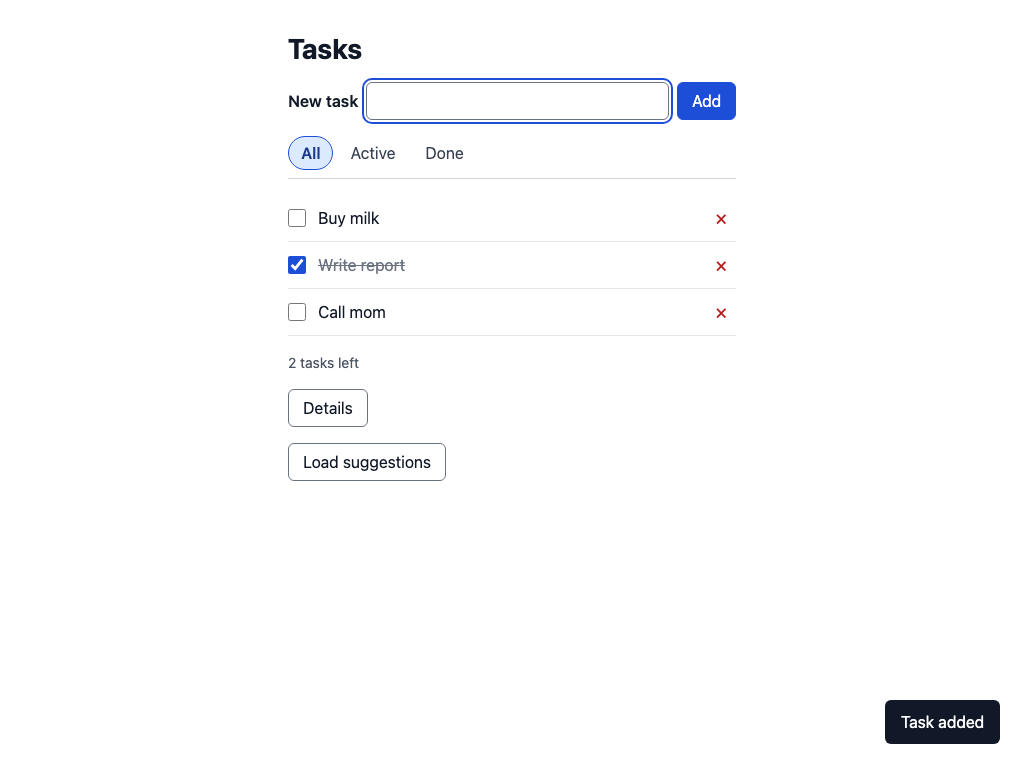 Tasks
New task
Add
All Active Done
Buy milk ×
Write report ×
Call mom ×
2 tasks left
Details
Load suggestions
Task added